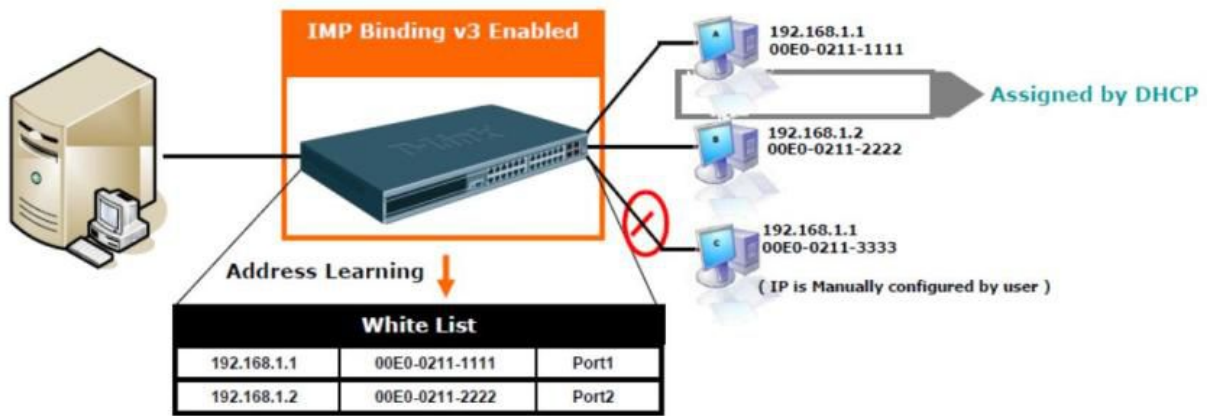 IMP Binding v3 Enabled
D-Link
A
192.168.1.1
00E0-0211-1111
Assigned by DHCP
B
192.168.1.2
00E0-0211-2222
C
192.168.1.1
00E0-0211-3333
( IP is Manually configured by user )
Address Learning
White List
192.168.1.1 00E0-0211-1111 Port1
192.168.1.2 00E0-0211-2222 Port2